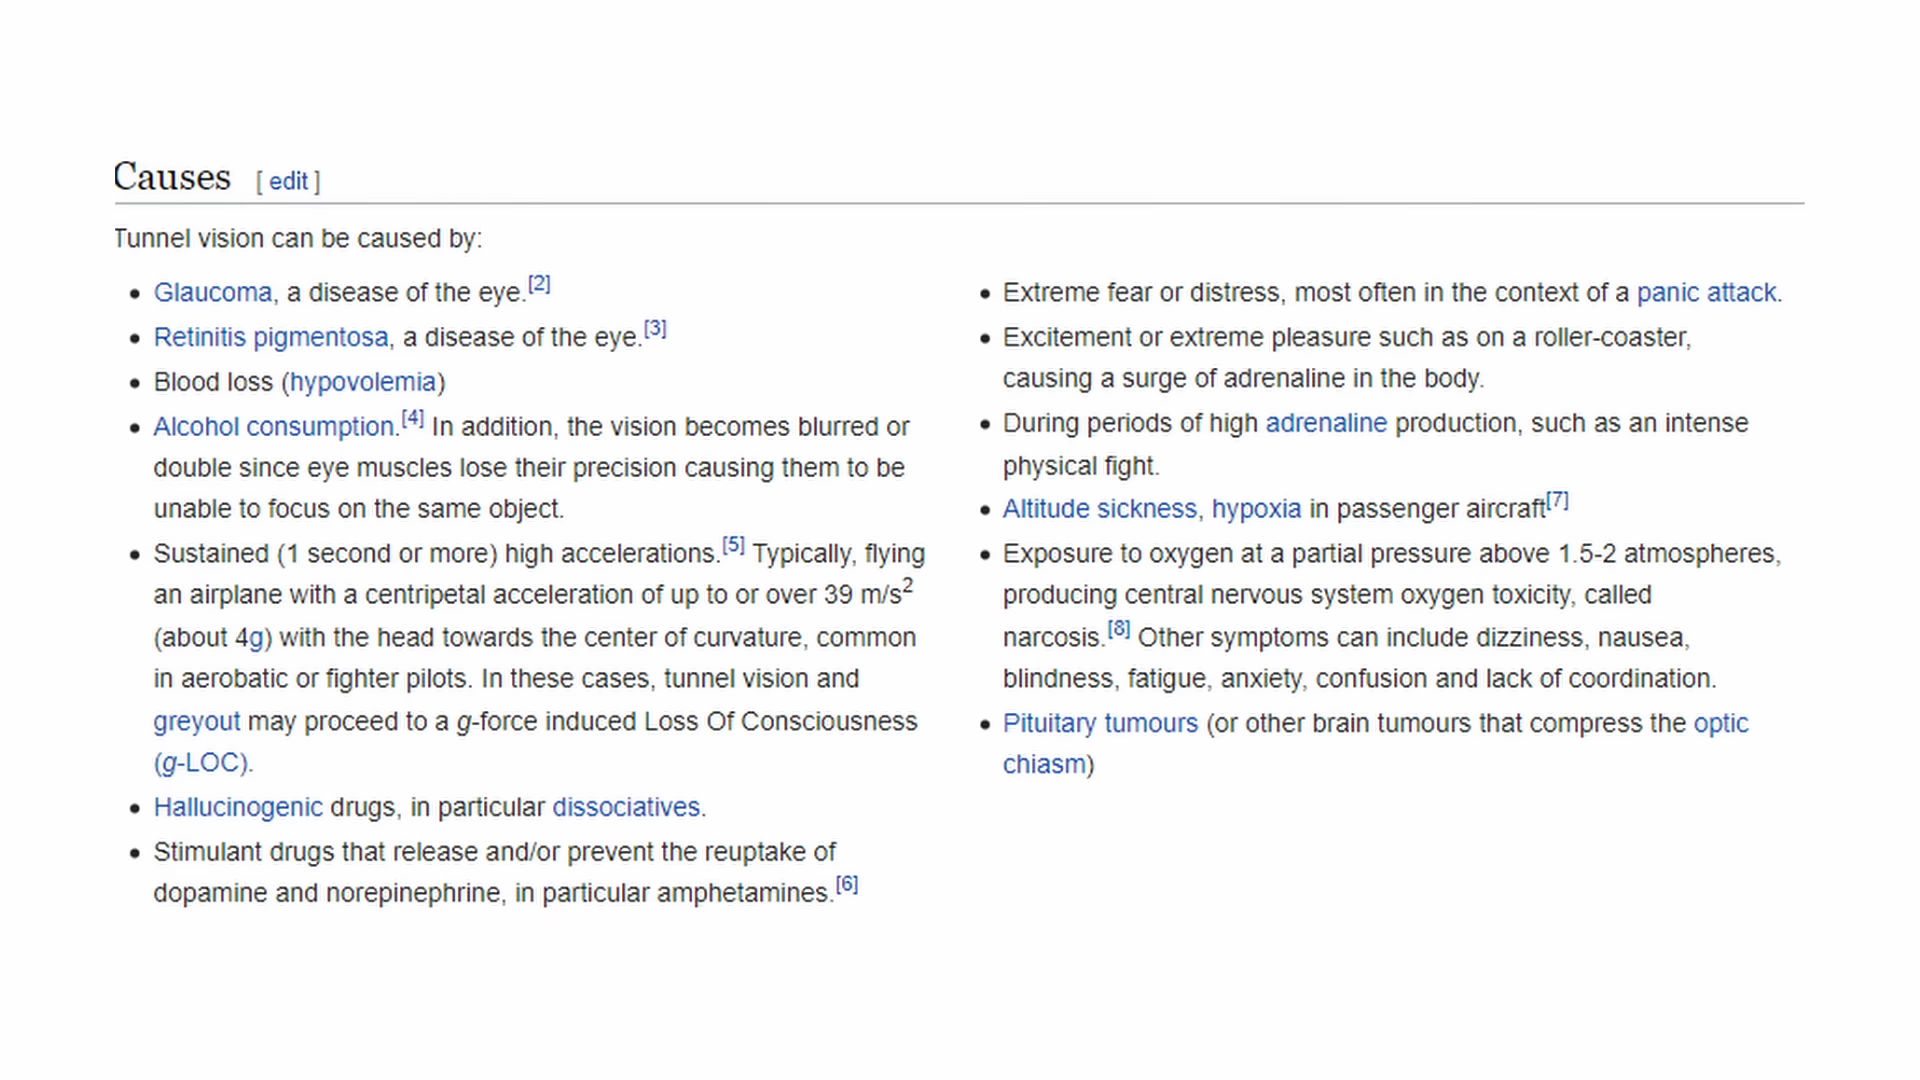 Causes [ edit ]
Tunnel vision can be caused by:
• Glaucoma, a disease of the eye.[2]
• Retinitis pigmentosa, a disease of the eye.[3]
• Blood loss (hypovolemia)
• Alcohol consumption.[4] In addition, the vision becomes blurred or
double since eye muscles lose their precision causing them to be
unable to focus on the same object.
• Sustained (1 second or more) high accelerations.[5] Typically, flying
an airplane with a centripetal acceleration of up to or over 39 m/s2
(about 4g) with the head towards the center of curvature, common
in aerobatic or fighter pilots. In these cases, tunnel vision and
greyout may proceed to a g-force induced Loss Of Consciousness
(g-LOC).
• Hallucinogenic drugs, in particular dissociatives.
• Stimulant drugs that release and/or prevent the reuptake of
dopamine and norepinephrine, in particular amphetamines.[6]
• Extreme fear or distress, most often in the context of a panic attack.
• Excitement or extreme pleasure such as on a roller-coaster,
causing a surge of adrenaline in the body.
• During periods of high adrenaline production, such as an intense
physical fight.
• Altitude sickness, hypoxia in passenger aircraft[7]
• Exposure to oxygen at a partial pressure above 1.5-2 atmospheres,
producing central nervous system oxygen toxicity, called
narcosis.[8] Other symptoms can include dizziness, nausea,
blindness, fatigue, anxiety, confusion and lack of coordination.
• Pituitary tumours (or other brain tumours that compress the optic
chiasm)